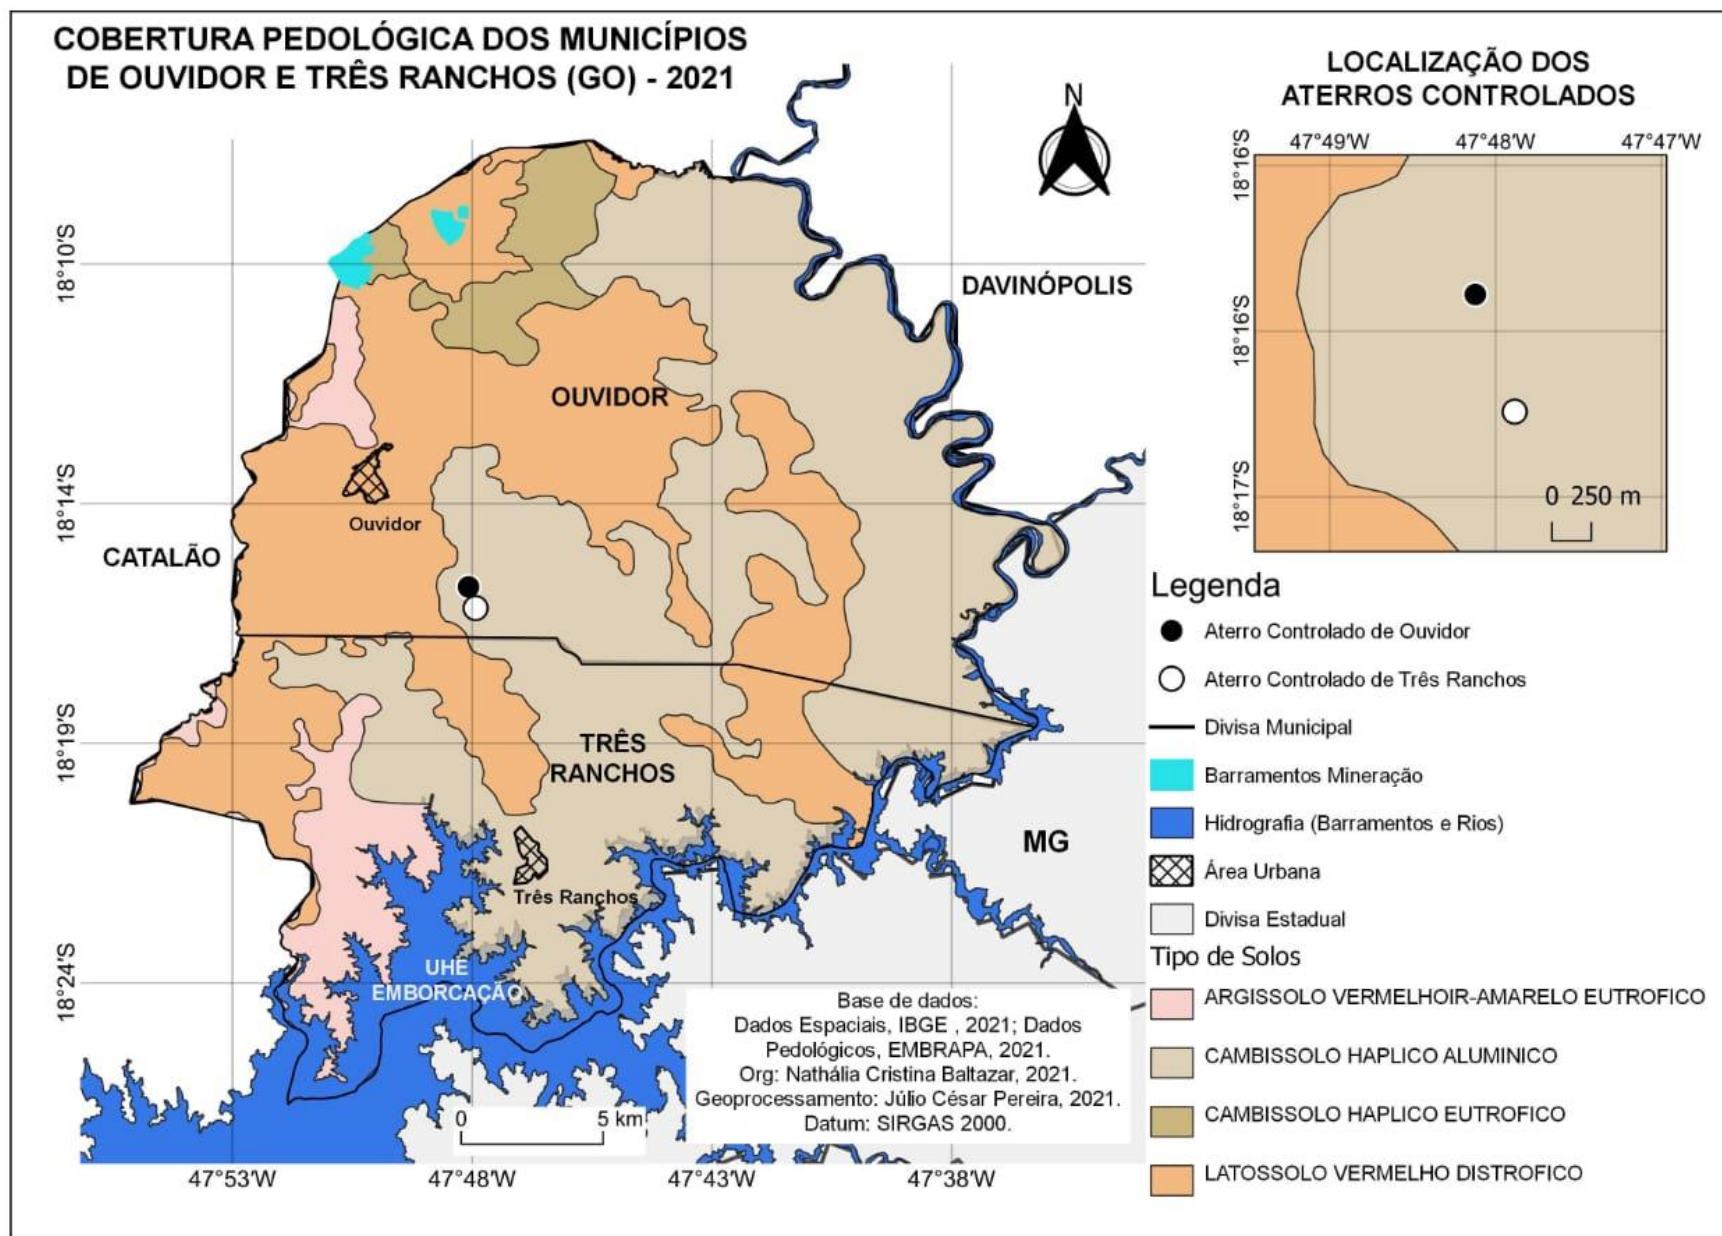 COBERTURA PEDOLÓGICA DOS MUNICÍPIOS
DE OUVIDOR E TRÊS RANCHOS (GO) - 2021
N
18°10'S
18°14'S
18°19'S
18°24'S
47°53'W
47°48'W
47°43'W
47°38'W
DAVINÓPOLIS
OUVIDOR
Ouvidor
CATALÃO
TRÊS
RANCHOS
MG
Três Ranchos
UHE
EMBORCAÇÃO
0 5 km
Base de dados:
Dados Espaciais, IBGE , 2021; Dados
Pedológicos, EMBRAPA, 2021.
Org: Nathália Cristina Baltazar, 2021.
Geoprocessamento: Júlio César Pereira, 2021.
Datum: SIRGAS 2000.
LOCALIZAÇÃO DOS
ATERROS CONTROLADOS
47°49'W
47°48'W
47°47'W
18°16'S
18°16'S
18°17'S
0 250 m
Legenda
Aterro Controlado de Ouvidor
Aterro Controlado de Três Ranchos
Divisa Municipal
Barramentos Mineração
Hidrografia (Barramentos e Rios)
Área Urbana
Divisa Estadual
Tipo de Solos
ARGISSOLO VERMELHOIR-AMARELO EUTROFICO
CAMBISSOLO HAPLICO ALUMINICO
CAMBISSOLO HAPLICO EUTROFICO
LATOSSOLO VERMELHO DISTROFICO